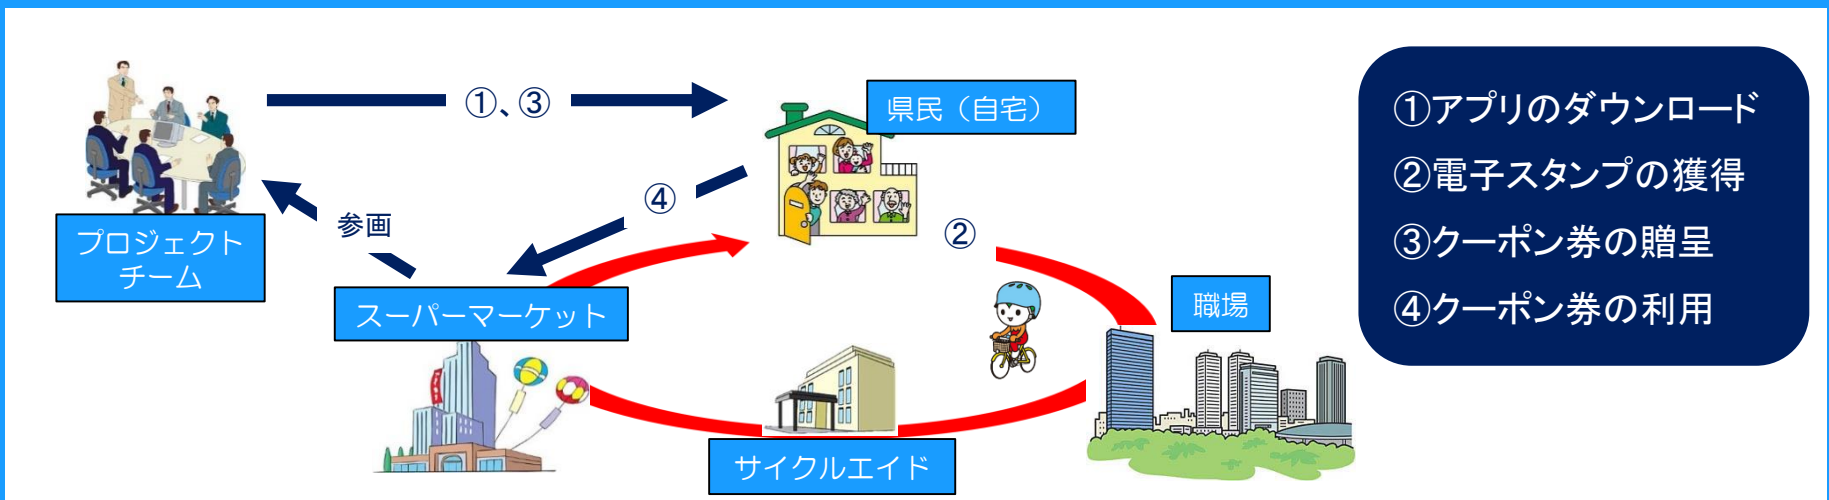 ①、③
県民（自宅）
④
参画
プロジェクト
チーム
②
スーパーマーケット
職場
サイクルエイド
①アプリのダウンロード
②電子スタンプの獲得
③クーポン券の贈呈
④クーポン券の利用